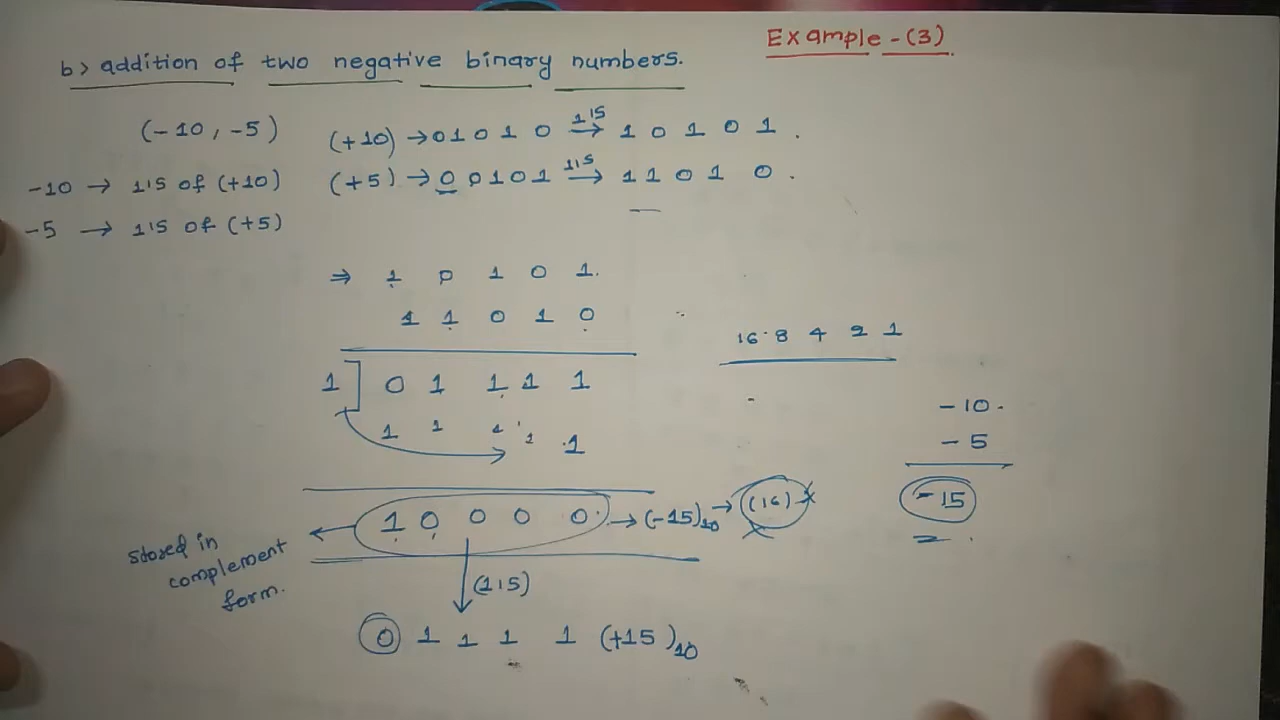 Example-(3)
b> addition of two negative binary numbers.
(-10, -5)
(+10) → 0 1 0 1 0 1's→ 1 0 1 0 1 .
-10 → 1's of (+10)
(+5) → 0 0 1 0 1 1's→ 1 1 0 1 0 .
-5 → 1's of (+5)
⇒ 1 0 1 0 1.
1 1 0 1 0
16 8 4 2 1
1] 0 1 1 1 1
1 1 1 1 1
-10.
- 5
-15
1 0 0 0 0. → (-15)10 → (16) x
stored in
complement
form.
(1's)
0 1 1 1 1 (+15)10